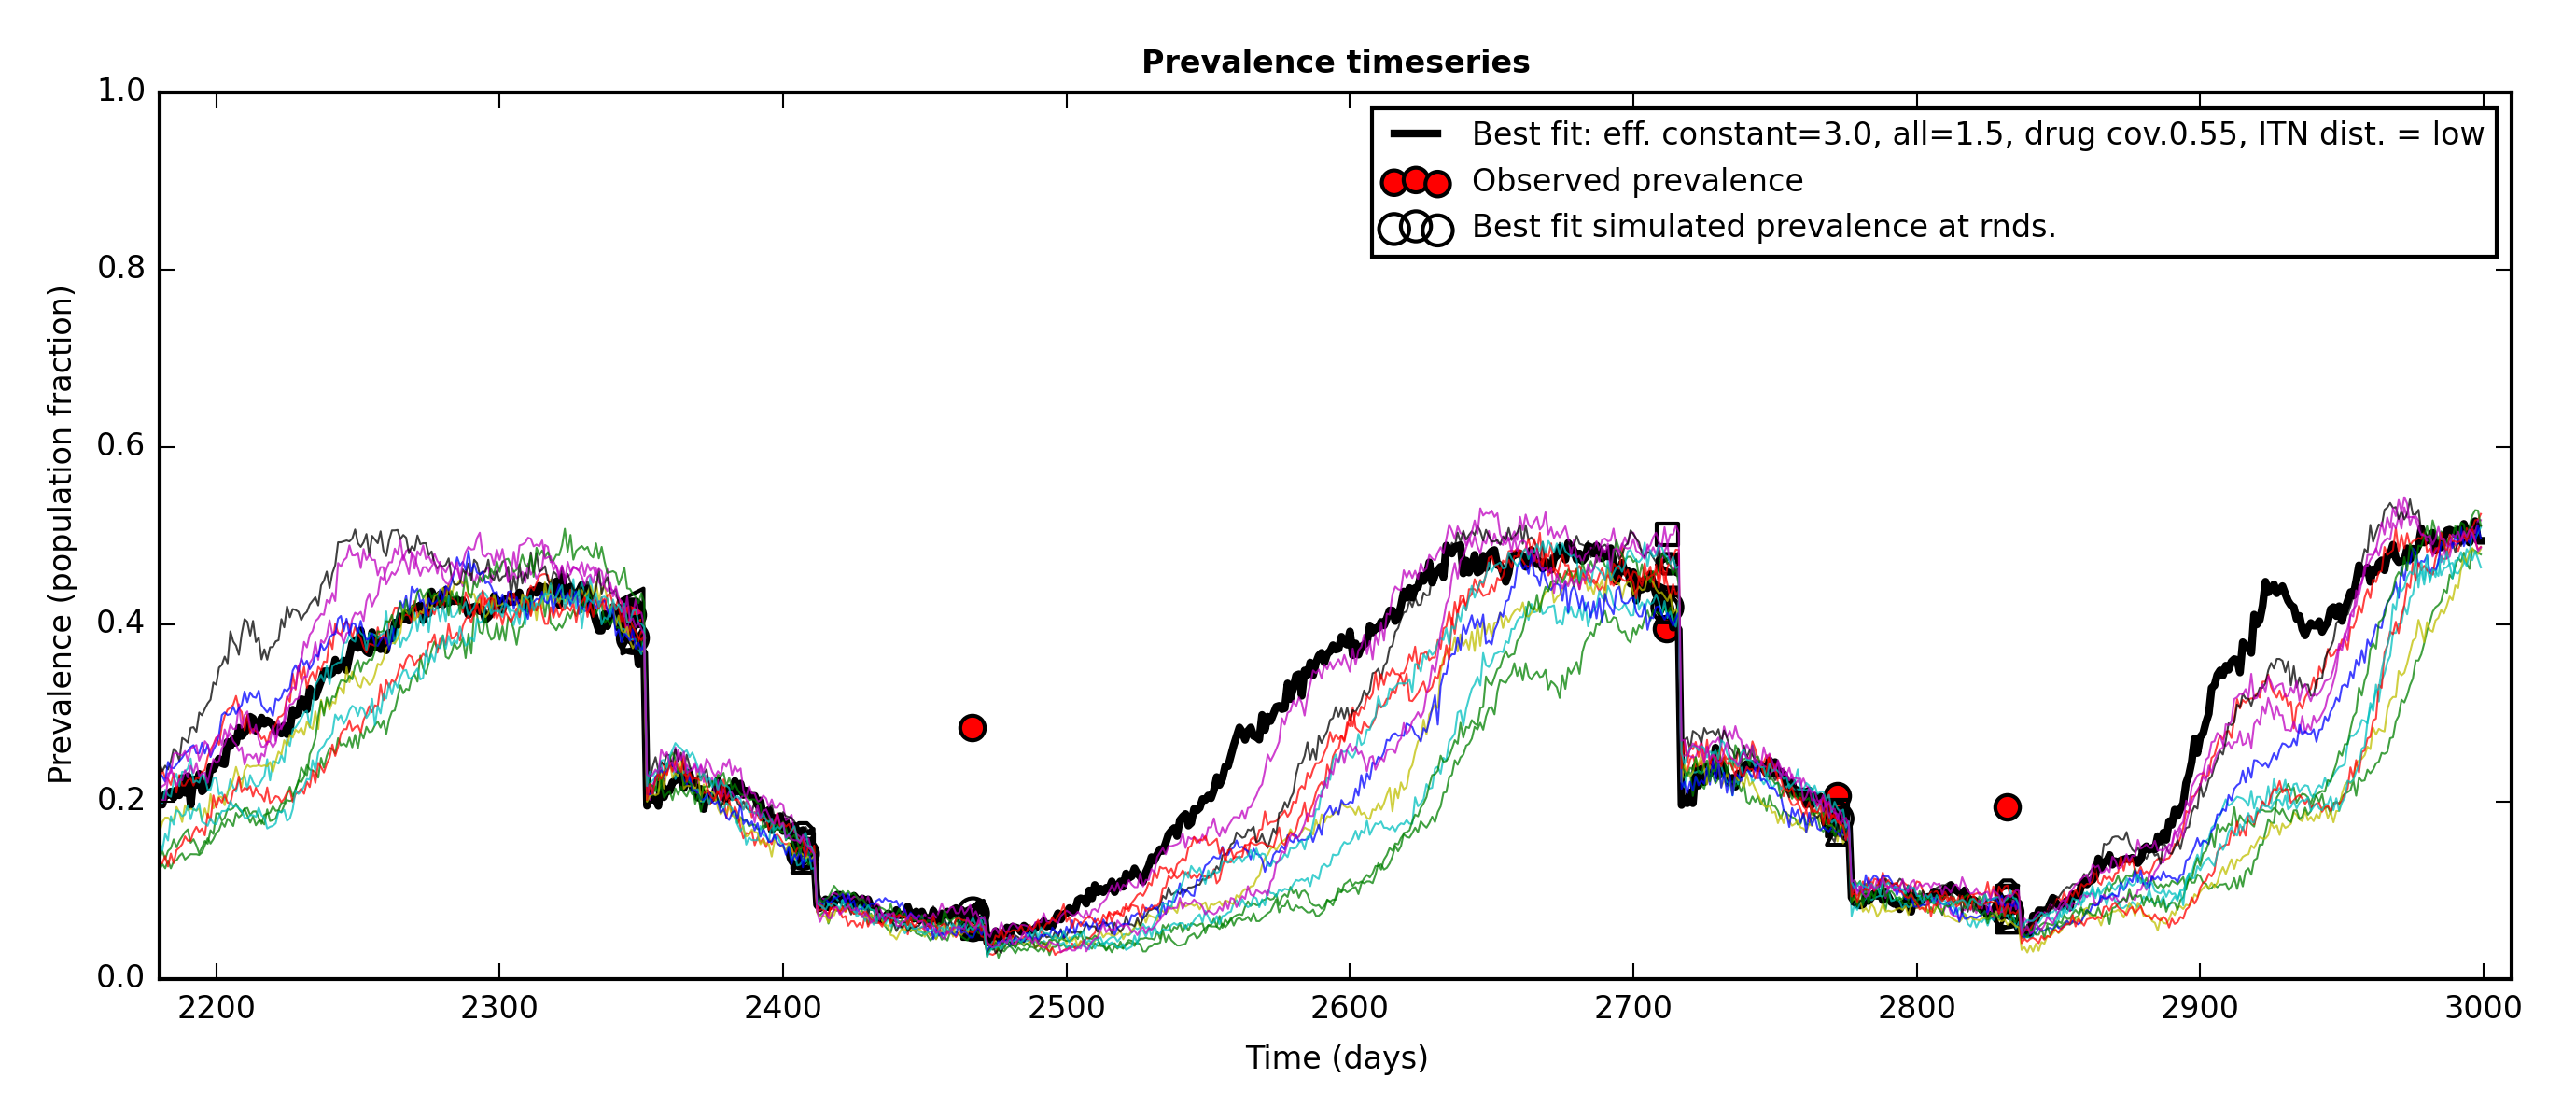 Prevalence timeseries
Best fit: eff. constant=3.0, all=1.5, drug cov.0.55, ITN dist. = low
Observed prevalence
Best fit simulated prevalence at rnds.
Prevalence (population fraction)
1.0
0.8
0.6
0.4
0.2
0.0
2200 2300 2400 2500 2600 2700 2800 2900 3000
Time (days)